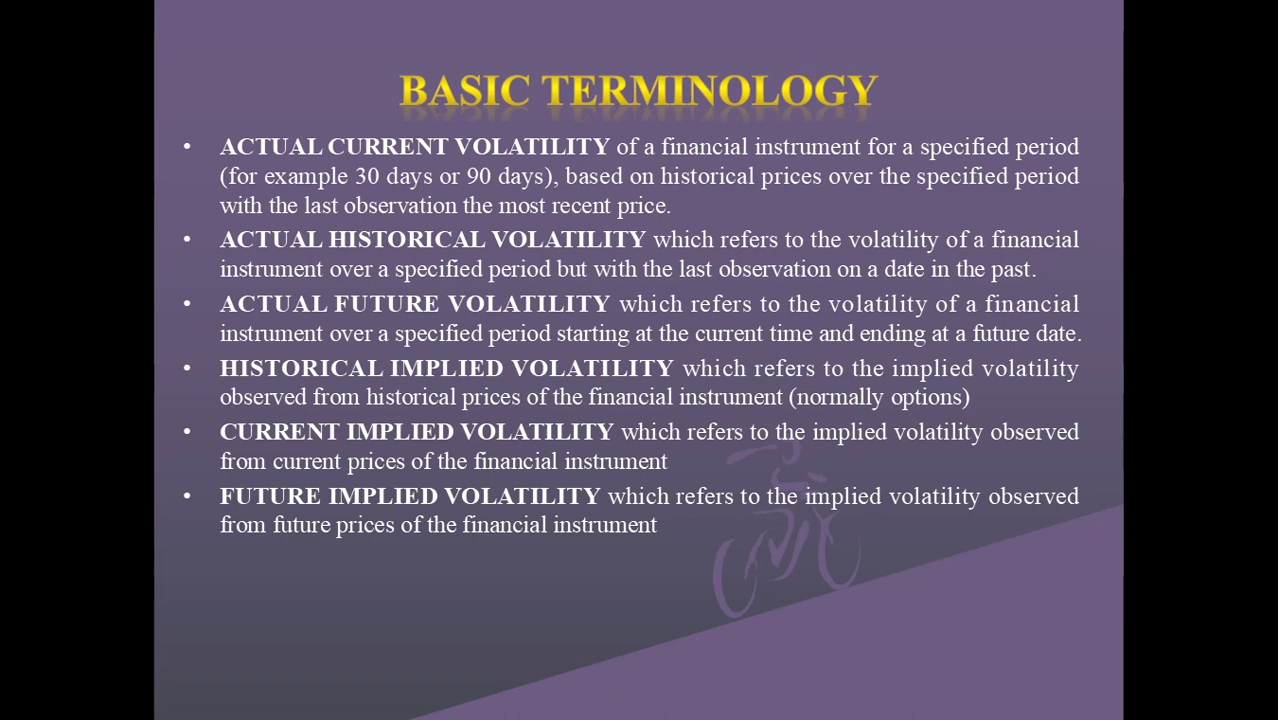 BASIC TERMINOLOGY
• ACTUAL CURRENT VOLATILITY of a financial instrument for a specified period
(for example 30 days or 90 days), based on historical prices over the specified period
with the last observation the most recent price.
• ACTUAL HISTORICAL VOLATILITY which refers to the volatility of a financial
instrument over a specified period but with the last observation on a date in the past.
• ACTUAL FUTURE VOLATILITY which refers to the volatility of a financial
instrument over a specified period starting at the current time and ending at a future date.
• HISTORICAL IMPLIED VOLATILITY which refers to the implied volatility
observed from historical prices of the financial instrument (normally options)
• CURRENT IMPLIED VOLATILITY which refers to the implied volatility observed
from current prices of the financial instrument
• FUTURE IMPLIED VOLATILITY which refers to the implied volatility observed
from future prices of the financial instrument